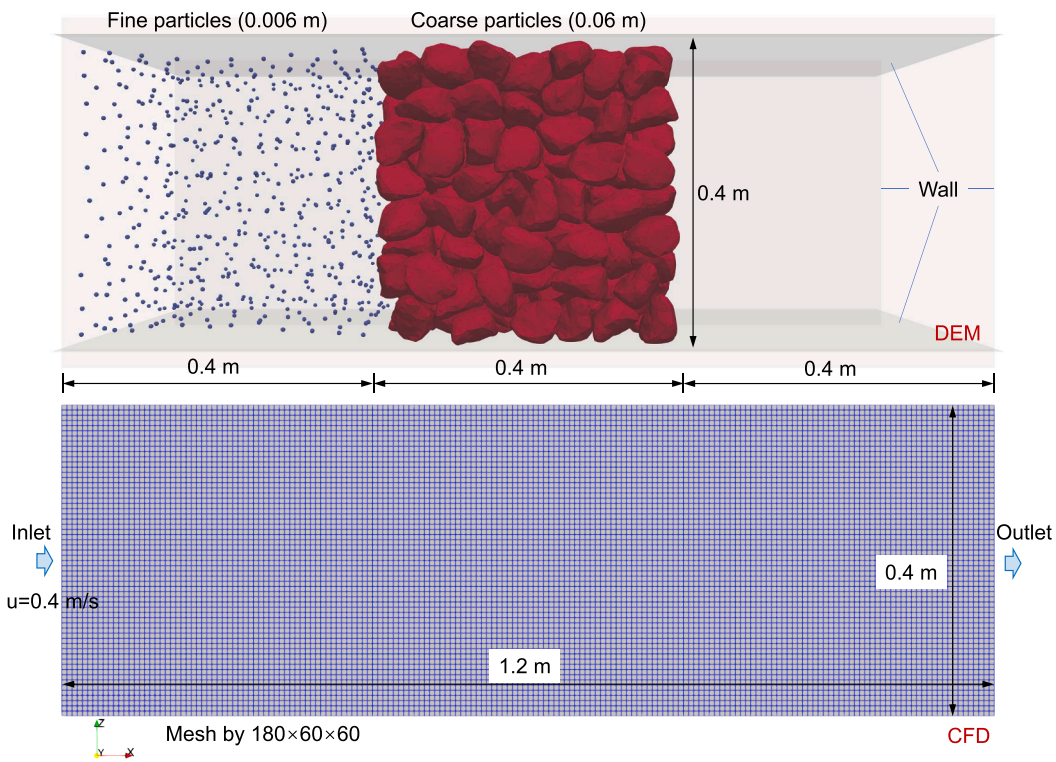 Fine particles (0.006 m)
Coarse particles (0.06 m)
0.4 m
Wall
DEM
0.4 m
0.4 m
0.4 m
Inlet
Outlet
0.4 m
u=0.4 m/s
1.2 m
Z
Y
X
Mesh by 180×60×60
CFD